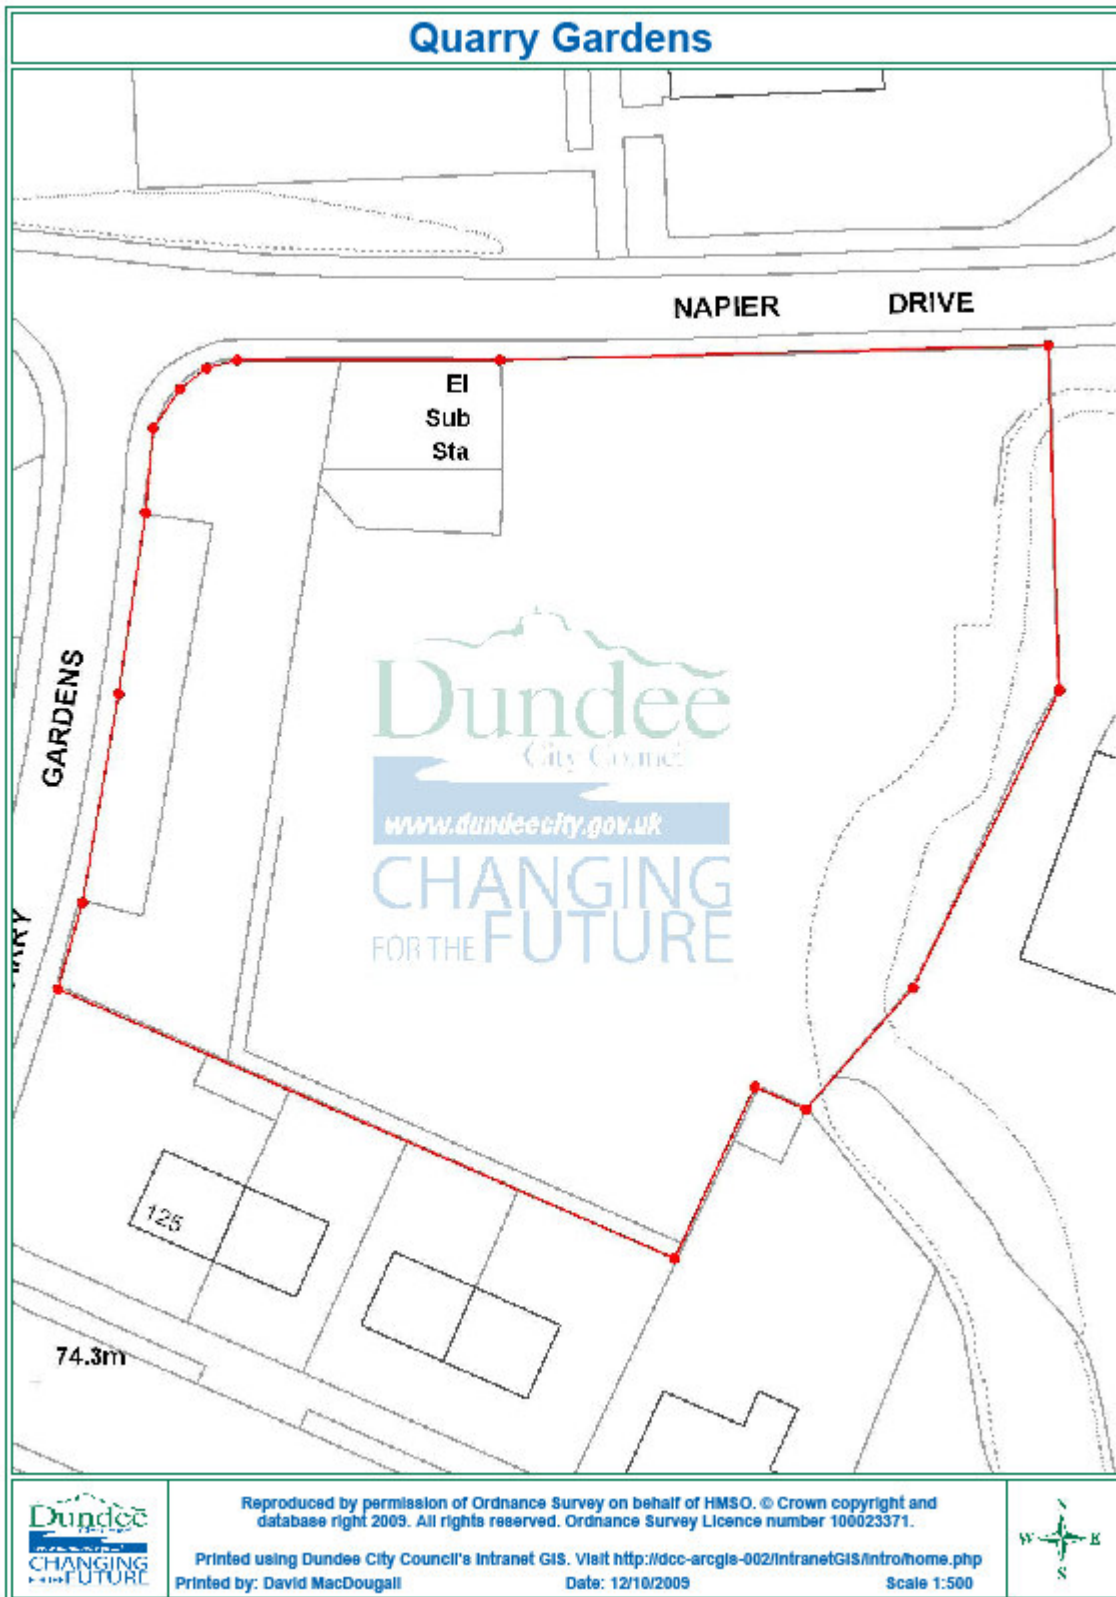 Quarry Gardens
NAPIER DRIVE
El
Sub
Sta
GARDENS
Dundee
City Council
www.dundeecity.gov.uk
CHANGING
FOR THE FUTURE
125
74.3m
Dundee
CHANGING
FOR THE FUTURE
Reproduced by permission of Ordnance Survey on behalf of HMSO. © Crown copyright and
database right 2009. All rights reserved. Ordnance Survey Licence number 100023371.
Printed using Dundee City Council's Intranet GIS. Visit http://dcc-arcgis-002/IntranetGIS/intro/home.php
Printed by: David MacDougall Date: 12/10/2009 Scale 1:500
N
W E
S